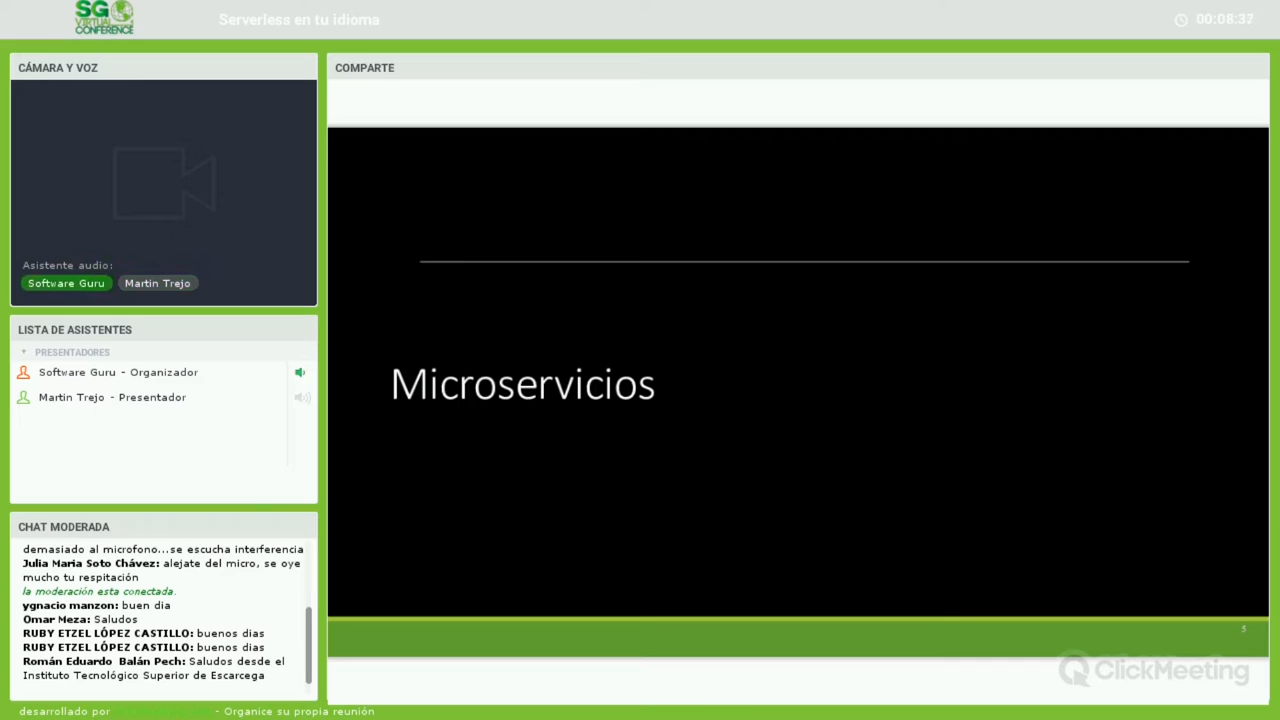 SG
VIRTUAL
CONFERENCE
Serverless en tu idioma
00:08:37
CÁMARA Y VOZ
Asistente audio:
Software Guru
Martin Trejo
LISTA DE ASISTENTES
PRESENTADORES
Software Guru - Organizador
Martin Trejo - Presentador
CHAT MODERADA
demasiado al microfono...se escucha interferencia
Julia Maria Soto Chávez: alejate del micro, se oye
mucho tu respitación
la moderación esta conectada.
ygnacio manzon: buen dia
Omar Meza: Saludos
RUBY ETZEL LÓPEZ CASTILLO: buenos dias
RUBY ETZEL LÓPEZ CASTILLO: buenos dias
Román Eduardo Balán Pech: Saludos desde el
Instituto Tecnológico Superior de Escarcega
desarrollado por - Organice su propia reunión
COMPARTE
Microservicios
5
ClickMeeting